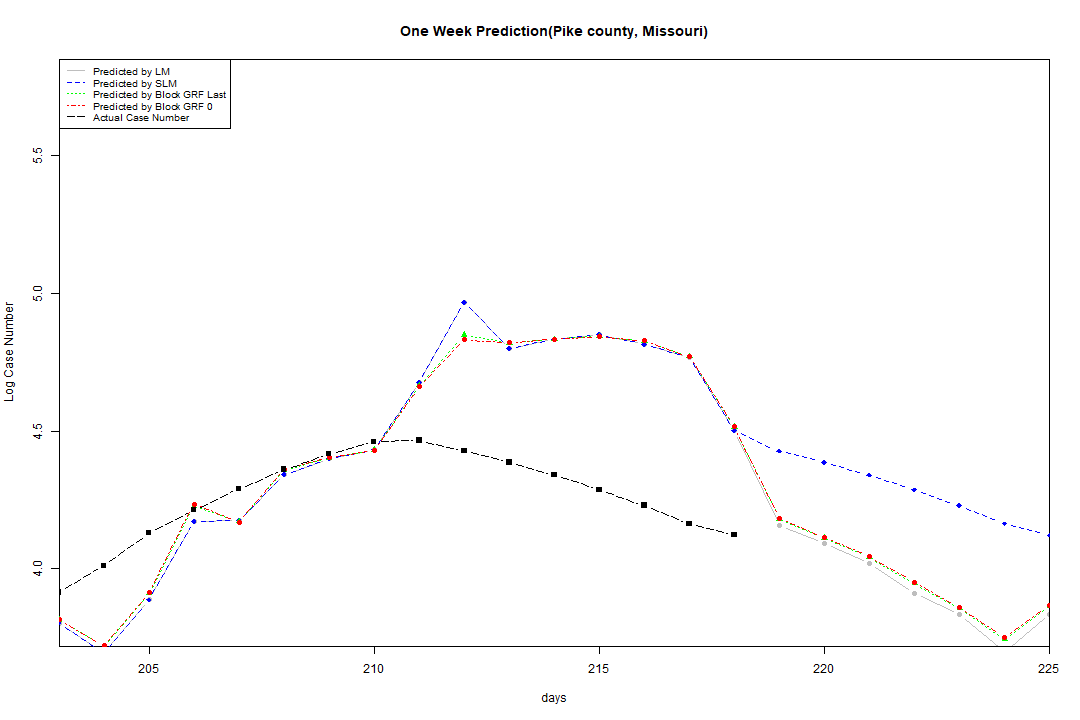 One Week Prediction(Pike county, Missouri)
Predicted by LM
Predicted by SLM
Predicted by Block GRF Last
Predicted by Block GRF 0
Actual Case Number
5.5
5.0
4.5
4.0
Log Case Number
205 210 215 220 225
days